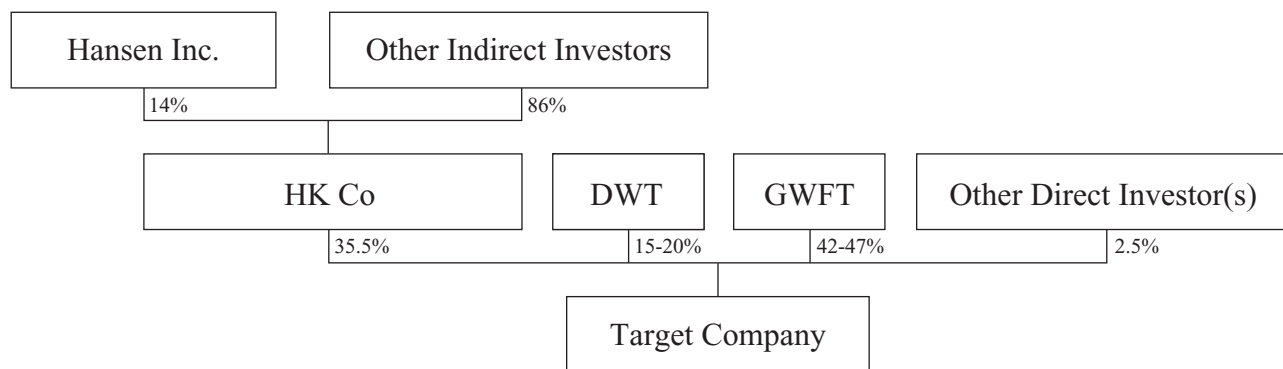 Hansen Inc.
Other Indirect Investors
14%
86%
HK Co
DWT
GWFT
Other Direct Investor(s)
35.5%
15-20%
42-47%
2.5%
Target Company